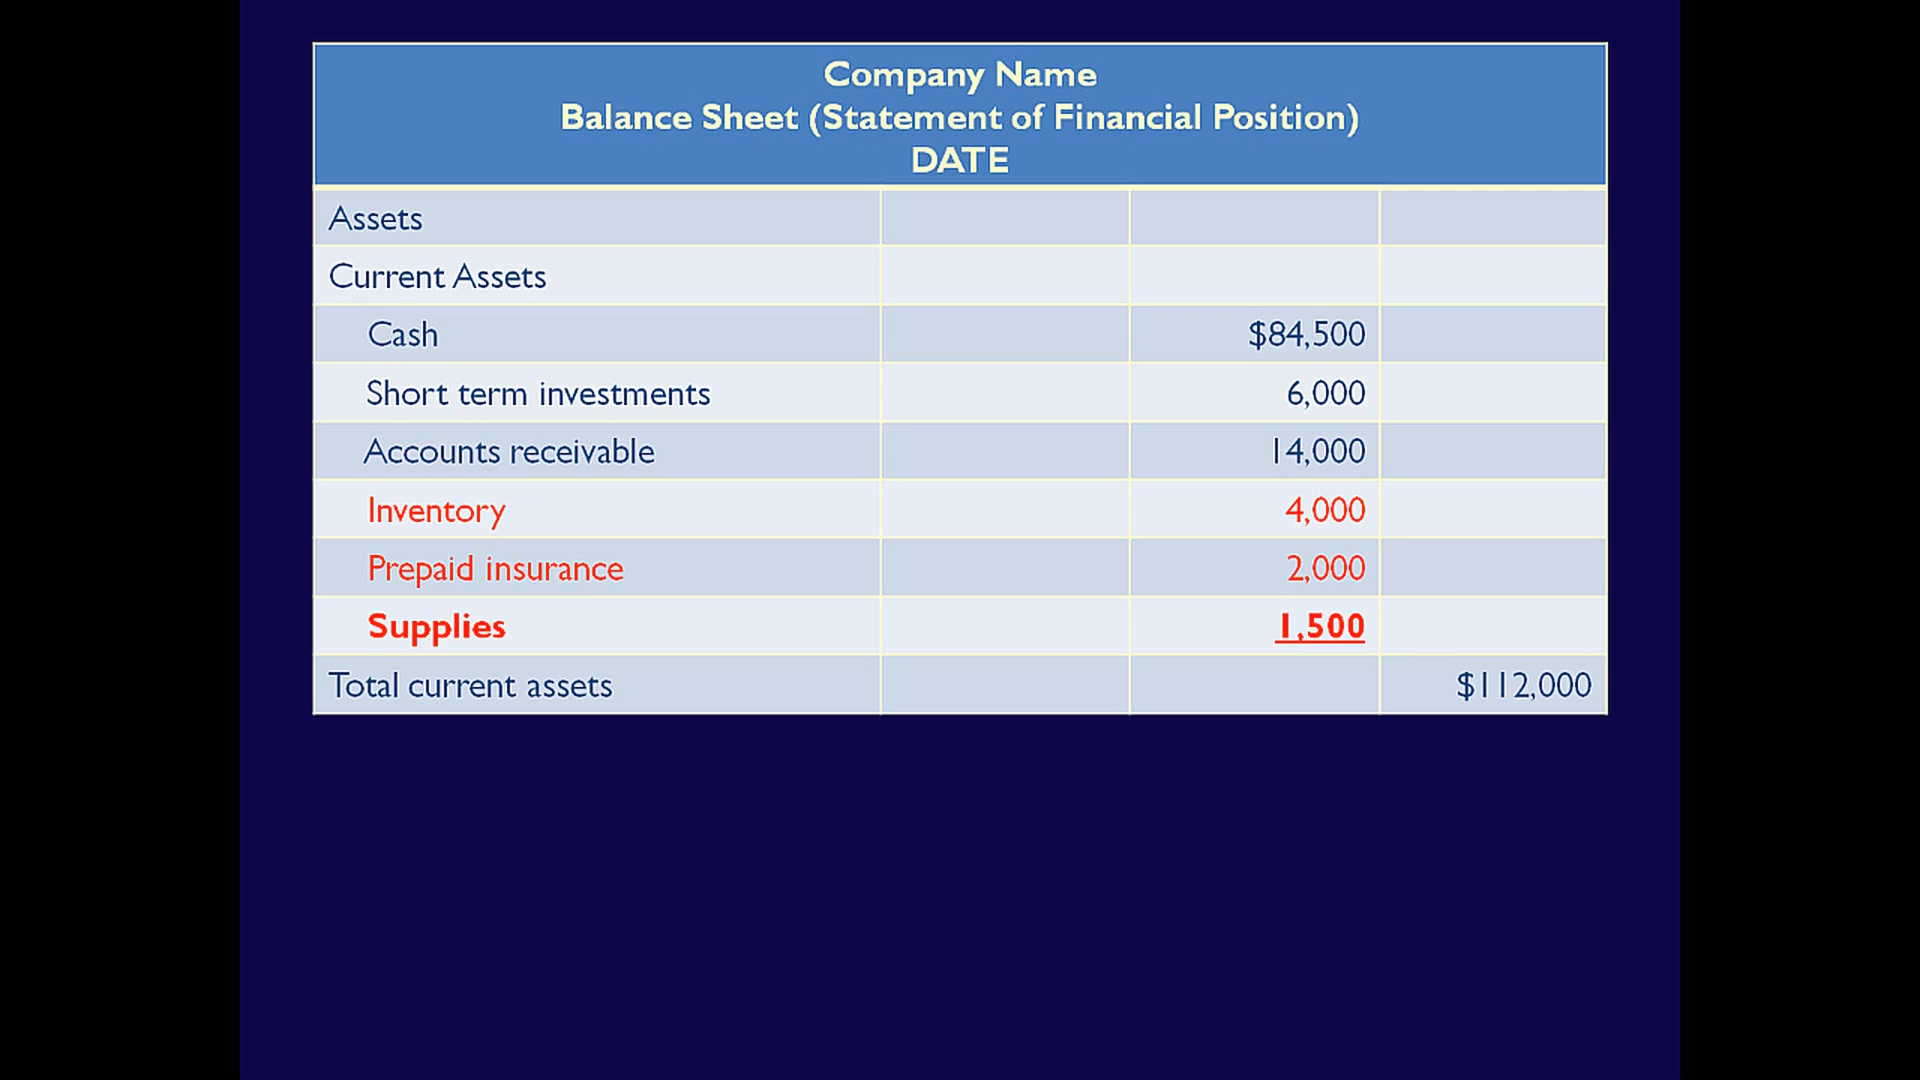 Company Name
Balance Sheet (Statement of Financial Position)
DATE
Assets
Current Assets
Cash $84,500
Short term investments 6,000
Accounts receivable 14,000
Inventory 4,000
Prepaid insurance 2,000
Supplies 1,500
Total current assets $112,000